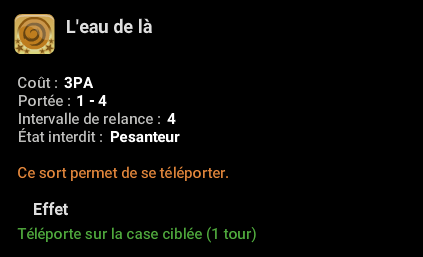 L'eau de là
Coût : 3PA
Portée : 1 - 4
Intervalle de relance : 4
État interdit : Pesanteur
Ce sort permet de se téléporter.
Effet
Téléporte sur la case ciblée (1 tour)